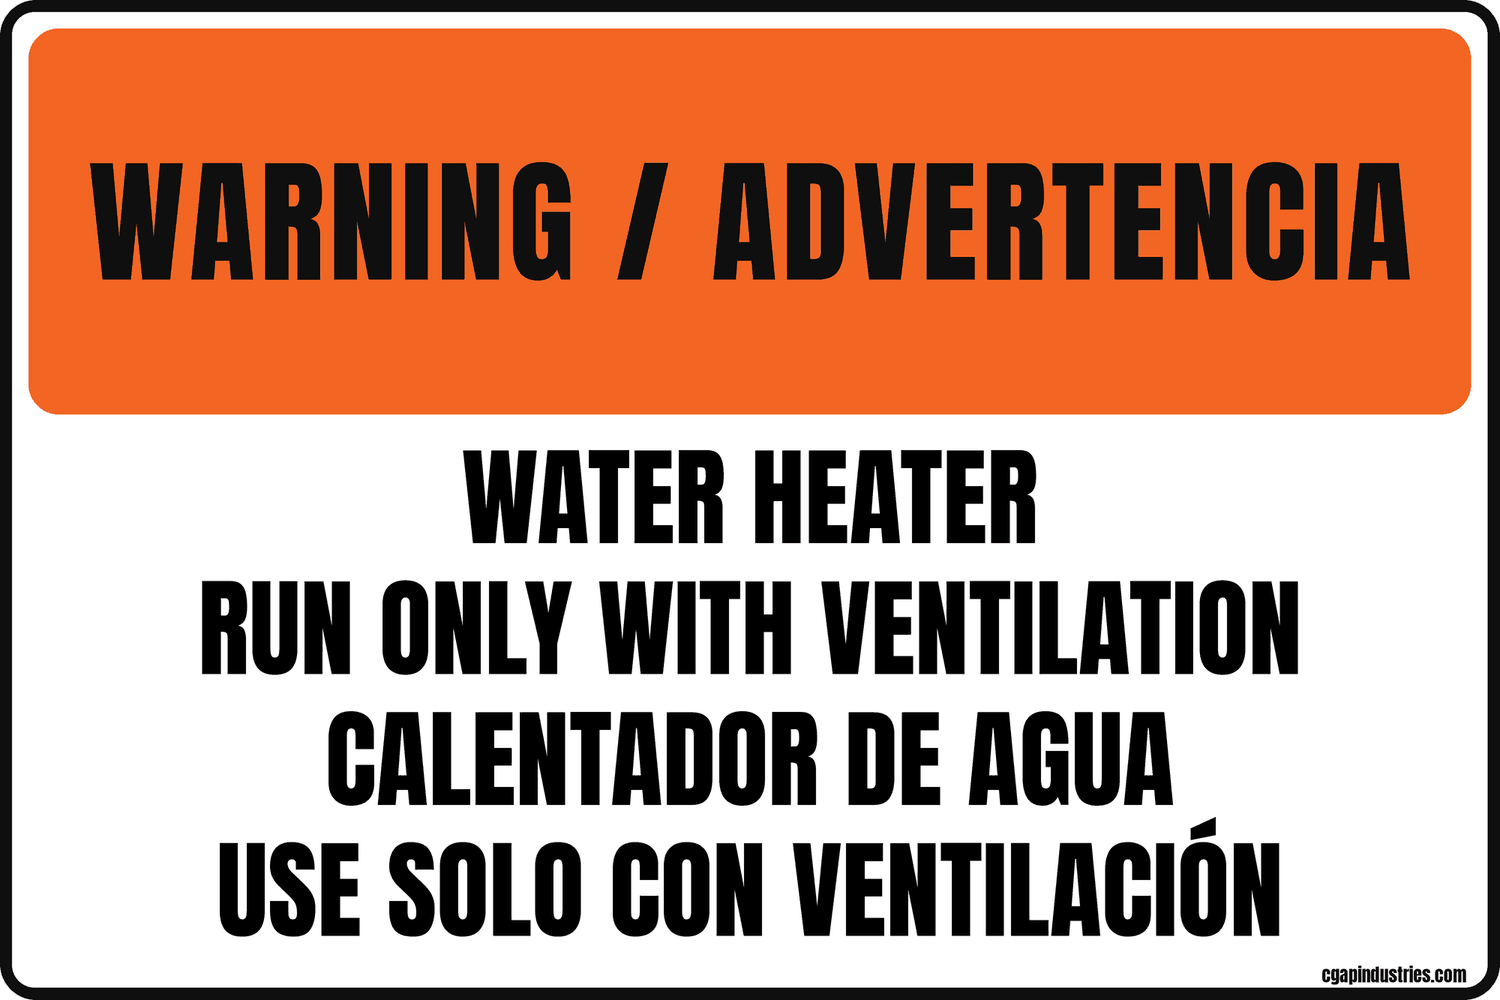 WARNING / ADVERTENCIA
WATER HEATER
RUN ONLY WITH VENTILATION
CALENTADOR DE AGUA
USE SOLO CON VENTILACIÓN
cgapindustries.com